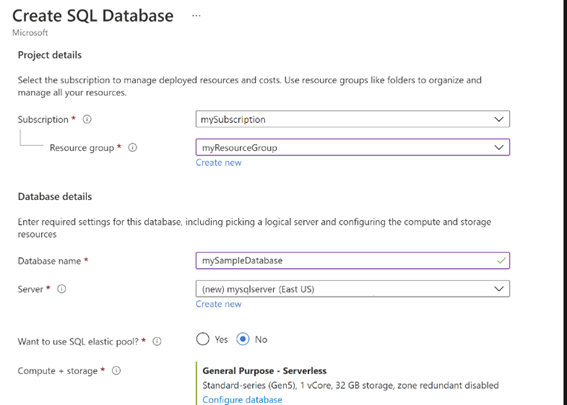 Create SQL Database ...
Microsoft
Project details
Select the subscription to manage deployed resources and costs. Use resource groups like folders to organize and
manage all your resources.
Subscription * mySubscription
Resource group * myResourceGroup
Create new
Database details
Enter required settings for this database, including picking a logical server and configuring the compute and storage
resources
Database name * mySampleDatabase
Server * (new) mysqlserver (East US)
Create new
Want to use SQL elastic pool? * Yes No
Compute + storage * General Purpose - Serverless
Standard-series (Gen5), 1 vCore, 32 GB storage, zone redundant disabled
Configure database